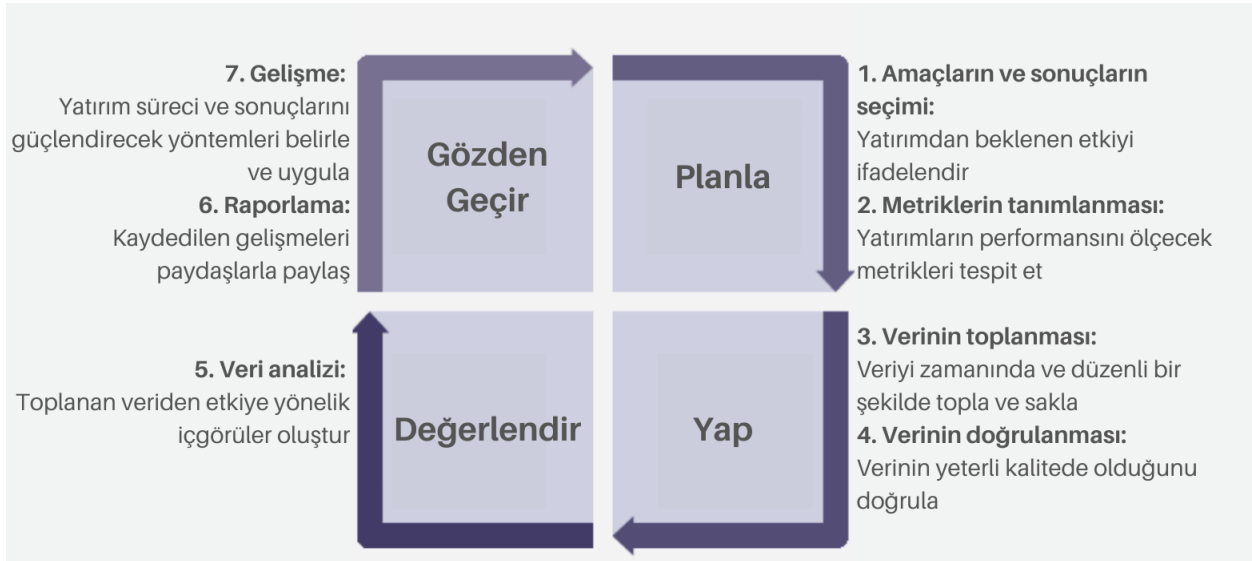 7. Gelişme:
Yatırım süreci ve sonuçlarını
güçlendirecek yöntemleri belirle
ve uygula
6. Raporlama:
Kaydedilen gelişmeleri
paydaşlarla paylaş
Gözden
Geçir
Planla
1. Amaçların ve sonuçların
seçimi:
Yatırımdan beklenen etkiyi
ifadelendir
2. Metriklerin tanımlanması:
Yatırımların performansını ölçecek
metrikleri tespit et
5. Veri analizi:
Toplanan veriden etkiye yönelik
içgörüler oluştur
Değerlendir
Yap
3. Verinin toplanması:
Veriyi zamanında ve düzenli bir
şekilde topla ve sakla
4. Verinin doğrulanması:
Verinin yeterli kalitede olduğunu
doğrula